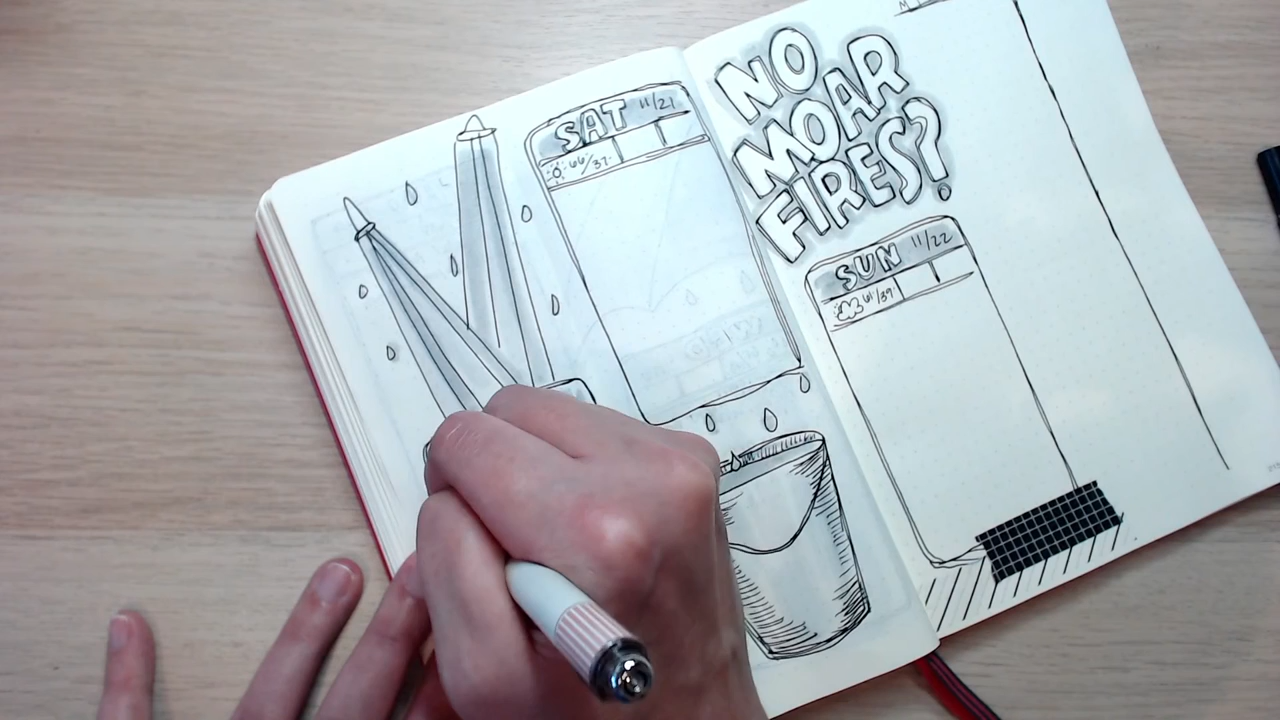 SAT 11/21
66/37
NO
MOAR
FIRES?
SUN 11/22
61/39